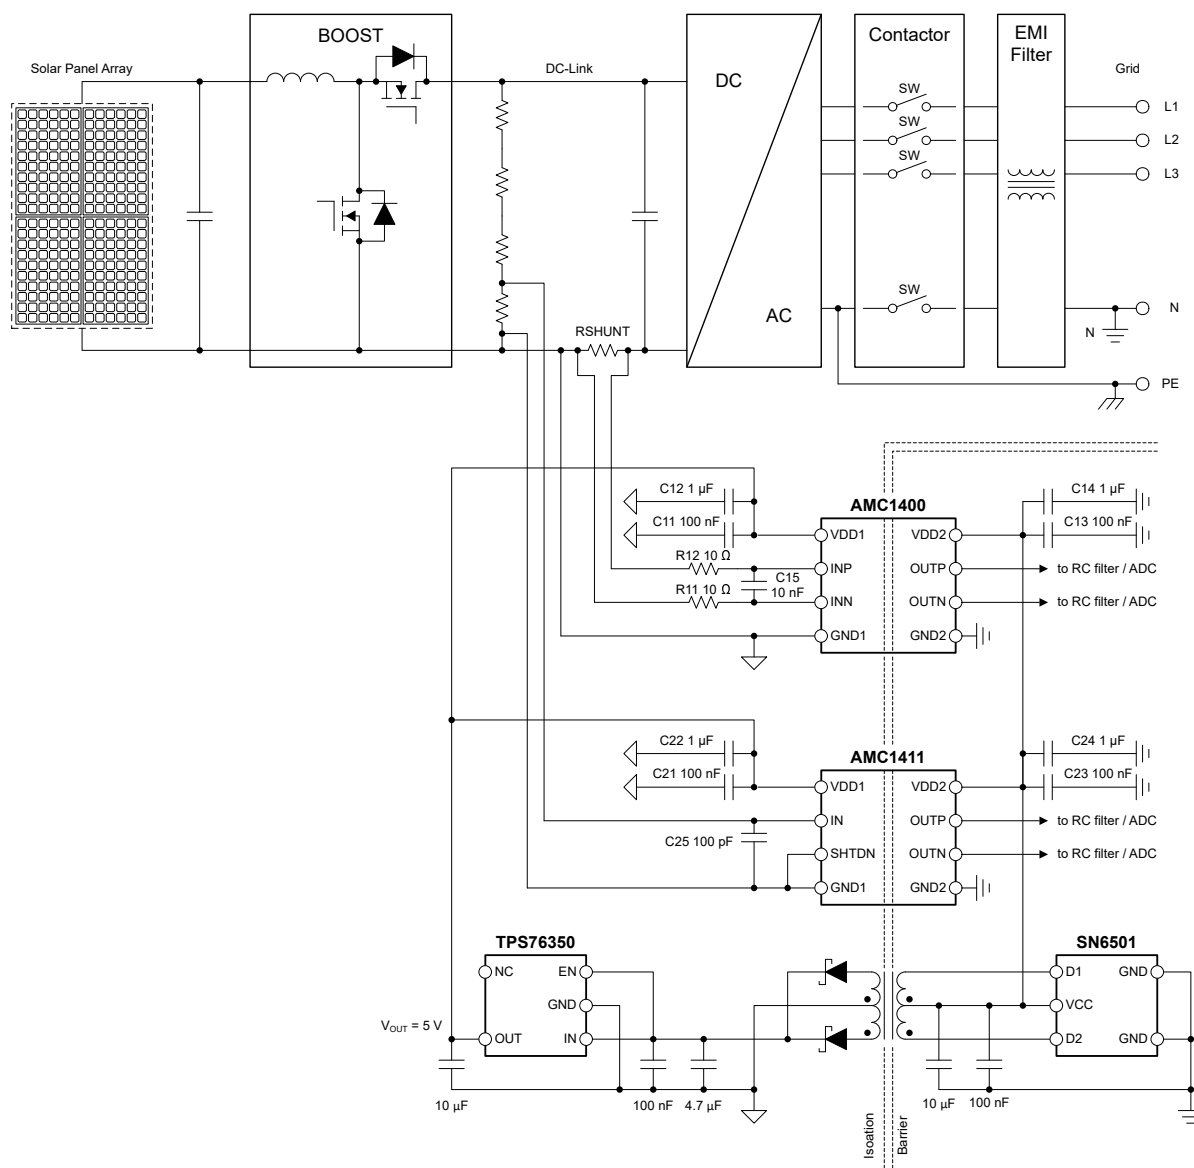 BOOST
Contactor
EMI
Filter
Solar Panel Array
DC-Link
Grid
DC
SW
L1
SW
L2
SW
L3
AC
SW
RSHUNT
N
N
PE
C12 1 µF
C11 100 nF
R12 10 Ω
C15
10 nF
R11 10 Ω
AMC1400
VDD1
VDD2
INP
OUTP
INN
OUTN
GND1
GND2
C14 1 µF
C13 100 nF
to RC filter / ADC
to RC filter / ADC
C22 1 µF
C21 100 nF
C25 100 pF
AMC1411
VDD1
VDD2
IN
OUTP
SHTDN
OUTN
GND1
GND2
C24 1 µF
C23 100 nF
to RC filter / ADC
to RC filter / ADC
TPS76350
NC
EN
GND
OUT
IN
VOUT = 5 V
10 µF
100 nF
4.7 µF
SN6501
D1
GND
VCC
D2
GND
10 µF
100 nF
Isoation
Barrier